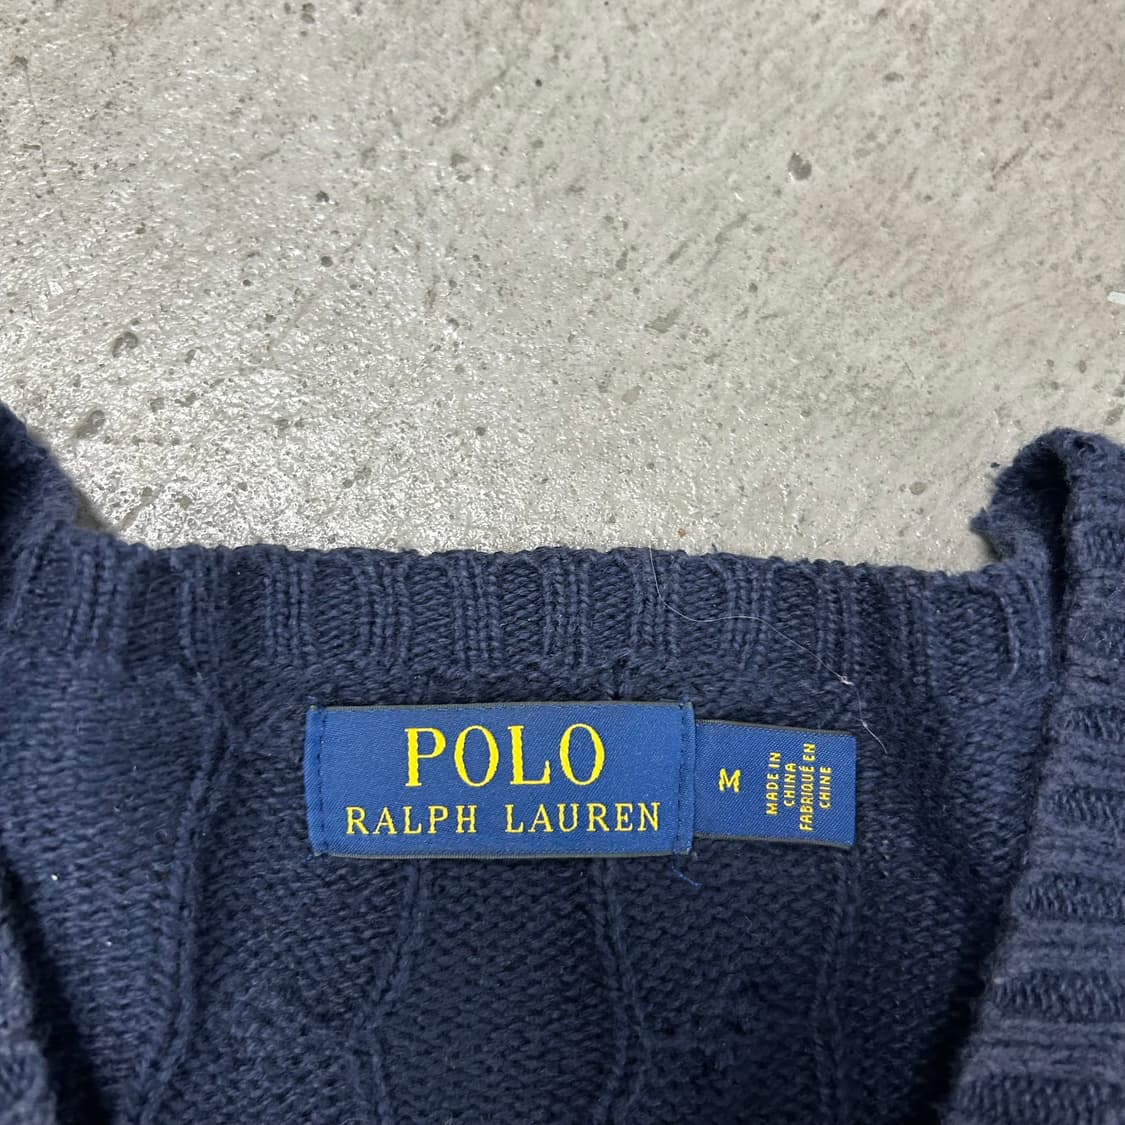 POLO
RALPH LAUREN
M
MADE IN
CHINA
FABRIQUÉ EN
CHINE